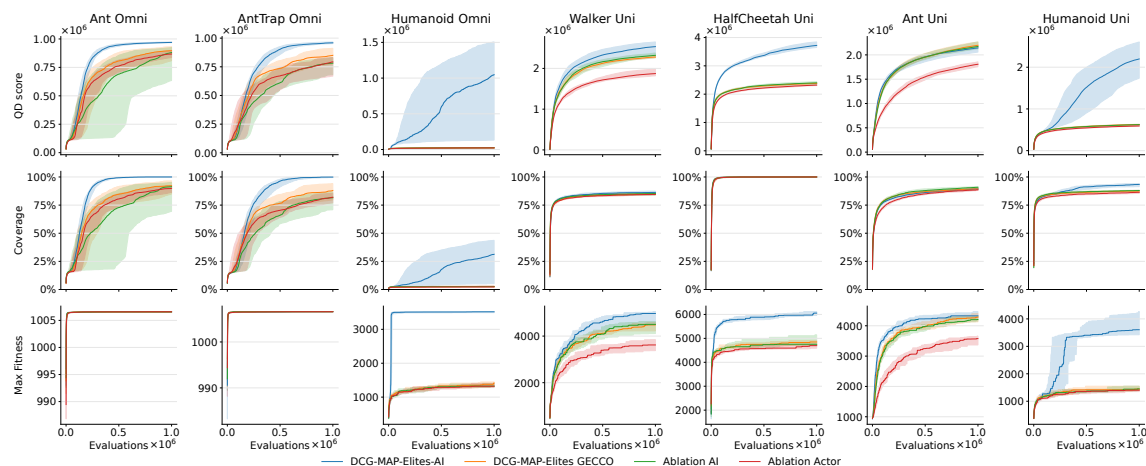 Ant Omni AntTrap Omni Humanoid Omni Walker Uni HalfCheetah Uni Ant Uni Humanoid Uni
×10⁶ ×10⁶ ×10⁶ ×10⁶ ×10⁶ ×10⁶ ×10⁶
QD score
1.00 0.75 0.50 0.25 0.00
1.00 0.75 0.50 0.25 0.00
1.5 1.0 0.5 0.0
2 1 0
4 3 2 1 0
2.5 2.0 1.5 1.0 0.5 0.0
2 1 0
Coverage
100% 75% 50% 25% 0%
100% 75% 50% 25% 0%
100% 75% 50% 25% 0%
100% 75% 50% 25% 0%
100% 75% 50% 25% 0%
100% 75% 50% 25% 0%
100% 75% 50% 25% 0%
Max Fitness
1005 1000 995 990
1000 990
3000 2000 1000
4000 2000
6000 5000 4000 3000 2000
4000 3000 2000 1000
4000 3000 2000 1000
0.0 0.5 1.0 0.0 0.5 1.0 0.0 0.5 1.0 0.0 0.5 1.0 0.0 0.5 1.0 0.0 0.5 1.0 0.0 0.5 1.0
Evaluations ×10⁶ Evaluations ×10⁶ Evaluations ×10⁶ Evaluations ×10⁶ Evaluations ×10⁶ Evaluations ×10⁶ Evaluations ×10⁶
DCG-MAP-Elites-AI DCG-MAP-Elites GECCO Ablation AI Ablation Actor